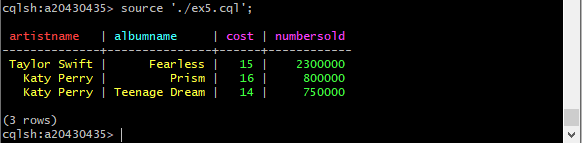 cqlsh:a20430435> source './ex5.cql';
artistname | albumname | cost | numbersold
-------------+---------------+------+------------
Taylor Swift | Fearless | 15 | 2300000
Katy Perry | Prism | 16 | 800000
Katy Perry | Teenage Dream | 14 | 750000
(3 rows)
cqlsh:a20430435>